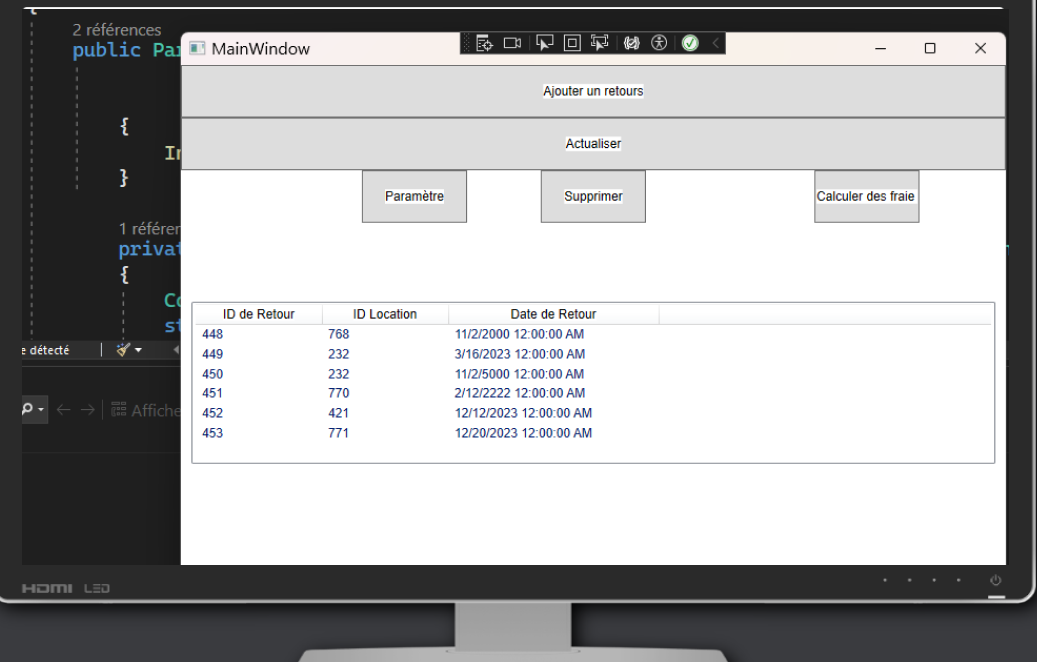 2 références
public Pa
MainWindow
Ajouter un retours
{
Actualiser
In
}
Paramètre Supprimer Calculer des fraie
1 référen
privat
{
Co
st
ID de Retour ID Location Date de Retour
448 768 11/2/2000 12:00:00 AM
449 232 3/16/2023 12:00:00 AM
e détecté
450 232 11/2/5000 12:00:00 AM
451 770 2/12/2222 12:00:00 AM
Affiche
452 421 12/12/2023 12:00:00 AM
453 771 12/20/2023 12:00:00 AM
HDMI LED